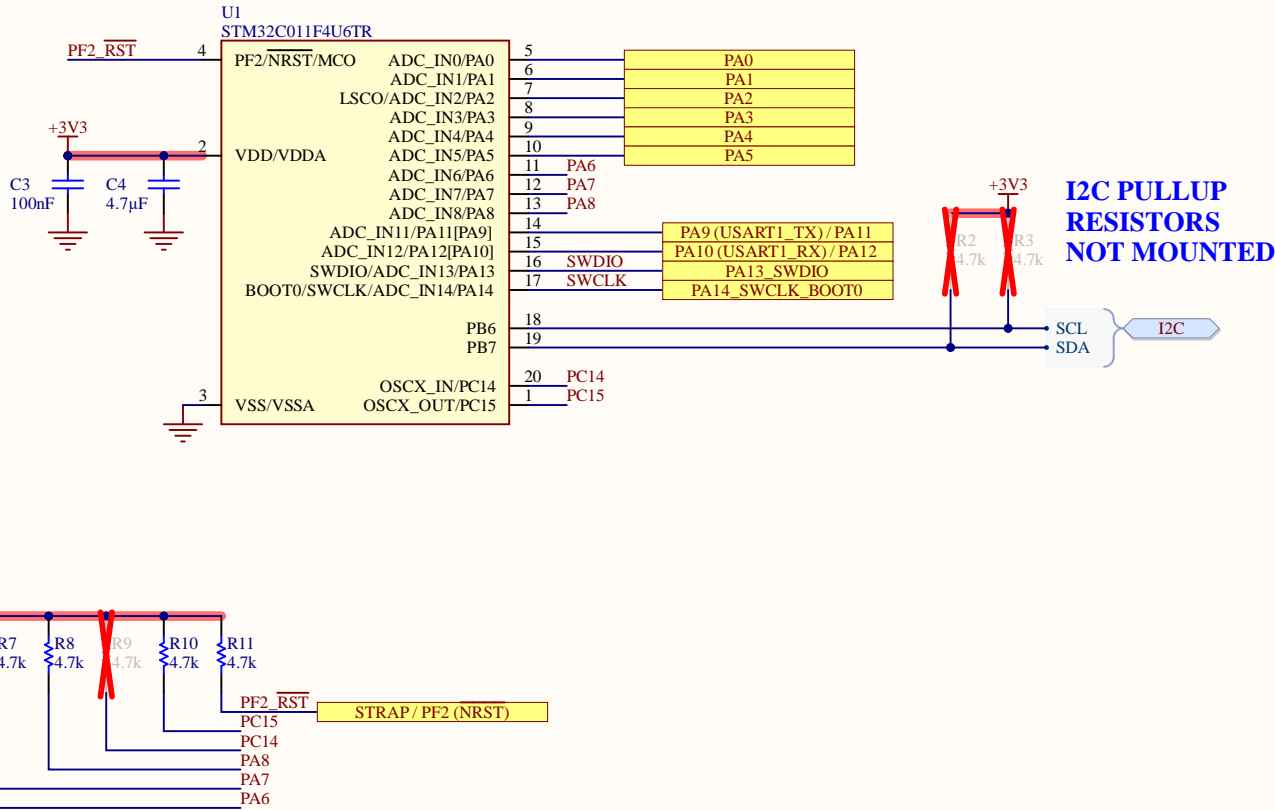 U1
STM32C011F4U6TR
PF2_RST 4 PF2/NRST/MCO ADC_IN0/PA0 5 PA0
ADC_IN1/PA1 6 PA1
LSCO/ADC_IN2/PA2 7 PA2
ADC_IN3/PA3 8 PA3
ADC_IN4/PA4 9 PA4
+3V3
2 VDD/VDDA ADC_IN5/PA5 10 PA5
ADC_IN6/PA6 11 PA6
C3 C4 ADC_IN7/PA7 12 PA7
100nF 4.7µF ADC_IN8/PA8 13 PA8
+3V3
I2C PULLUP
RESISTORS
NOT MOUNTED
ADC_IN11/PA11[PA9] 14 PA9 (USART1_TX) / PA11
R2 R3
ADC_IN12/PA12[PA10] 15 PA10 (USART1_RX) / PA12
4.7k 4.7k
SWDIO/ADC_IN13/PA13 16 SWDIO PA13_SWDIO
BOOT0/SWCLK/ADC_IN14/PA14 17 SWCLK PA14_SWCLK_BOOT0
PB6 18 SCL I2C
PB7 19 SDA
OSCX_IN/PC14 20 PC14
3 VSS/VSSA OSCX_OUT/PC15 1 PC15
R7 R8 R9 R10 R11
4.7k 4.7k 4.7k 4.7k 4.7k
PF2_RST STRAP / PF2 (NRST)
PC15
PC14
PA8
PA7
PA6